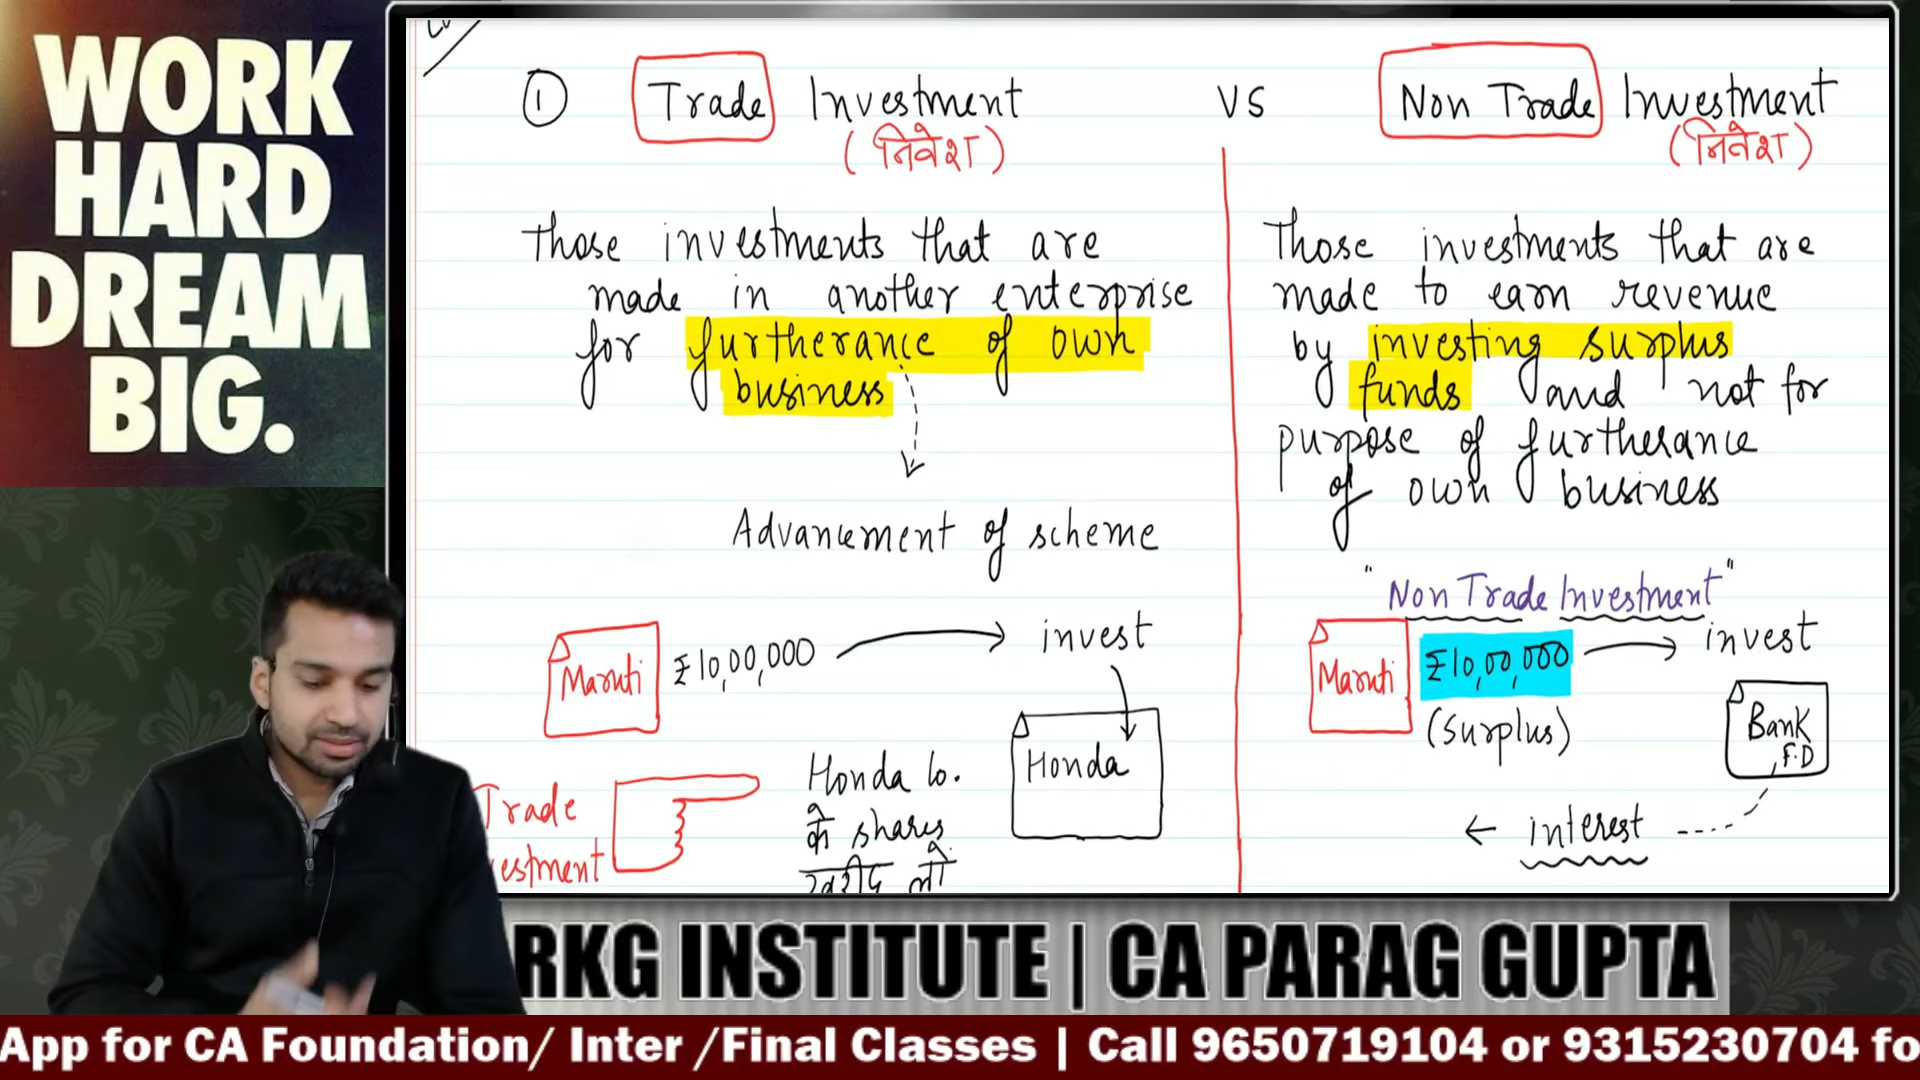 WORK
HARD
DREAM
BIG.
① Trade Investment VS Non Trade Investment
(निवेश) (निवेश)
Those investments that are
made in another enterprise
for furtherance of own
business
Advancement of scheme
Maruti ₹10,00,000 invest
Honda
Honda Co.
के shares
खरीद ले
Trade
estment
Those investments that are
made to earn revenue
by investing surplus
funds and not for
purpose of furtherance
of own business
"Non Trade Investment"
Maruti ₹10,00,000 invest
(surplus)
Bank
F.D
← interest
RKG INSTITUTE | CA PARAG GUPTA
App for CA Foundation/ Inter /Final Classes | Call 9650719104 or 9315230704 fo